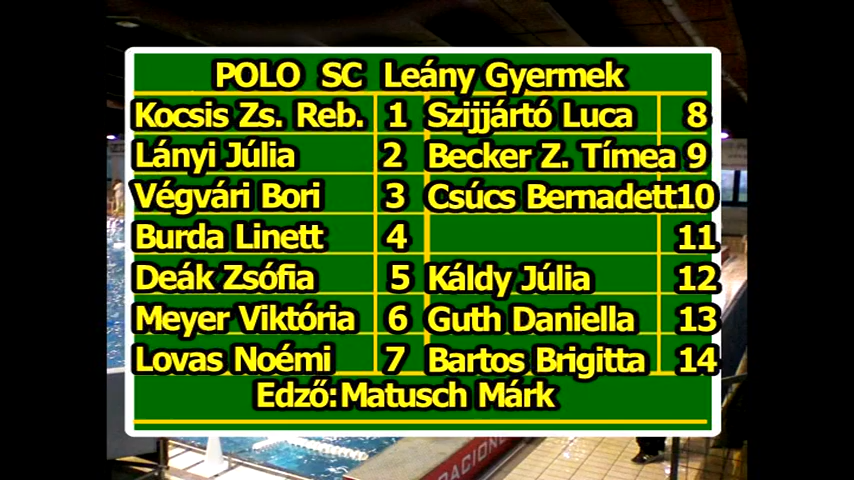 POLO SC Leány Gyermek
Kocsis Zs. Reb. 1 Szijjártó Luca 8
Lányi Júlia 2 Becker Z. Tímea 9
Végvári Bori 3 Csúcs Bernadett 10
Burda Linett 4 11
Deák Zsófia 5 Káldy Júlia 12
Meyer Viktória 6 Guth Daniella 13
Lovas Noémi 7 Bartos Brigitta 14
Edző: Matusch Márk